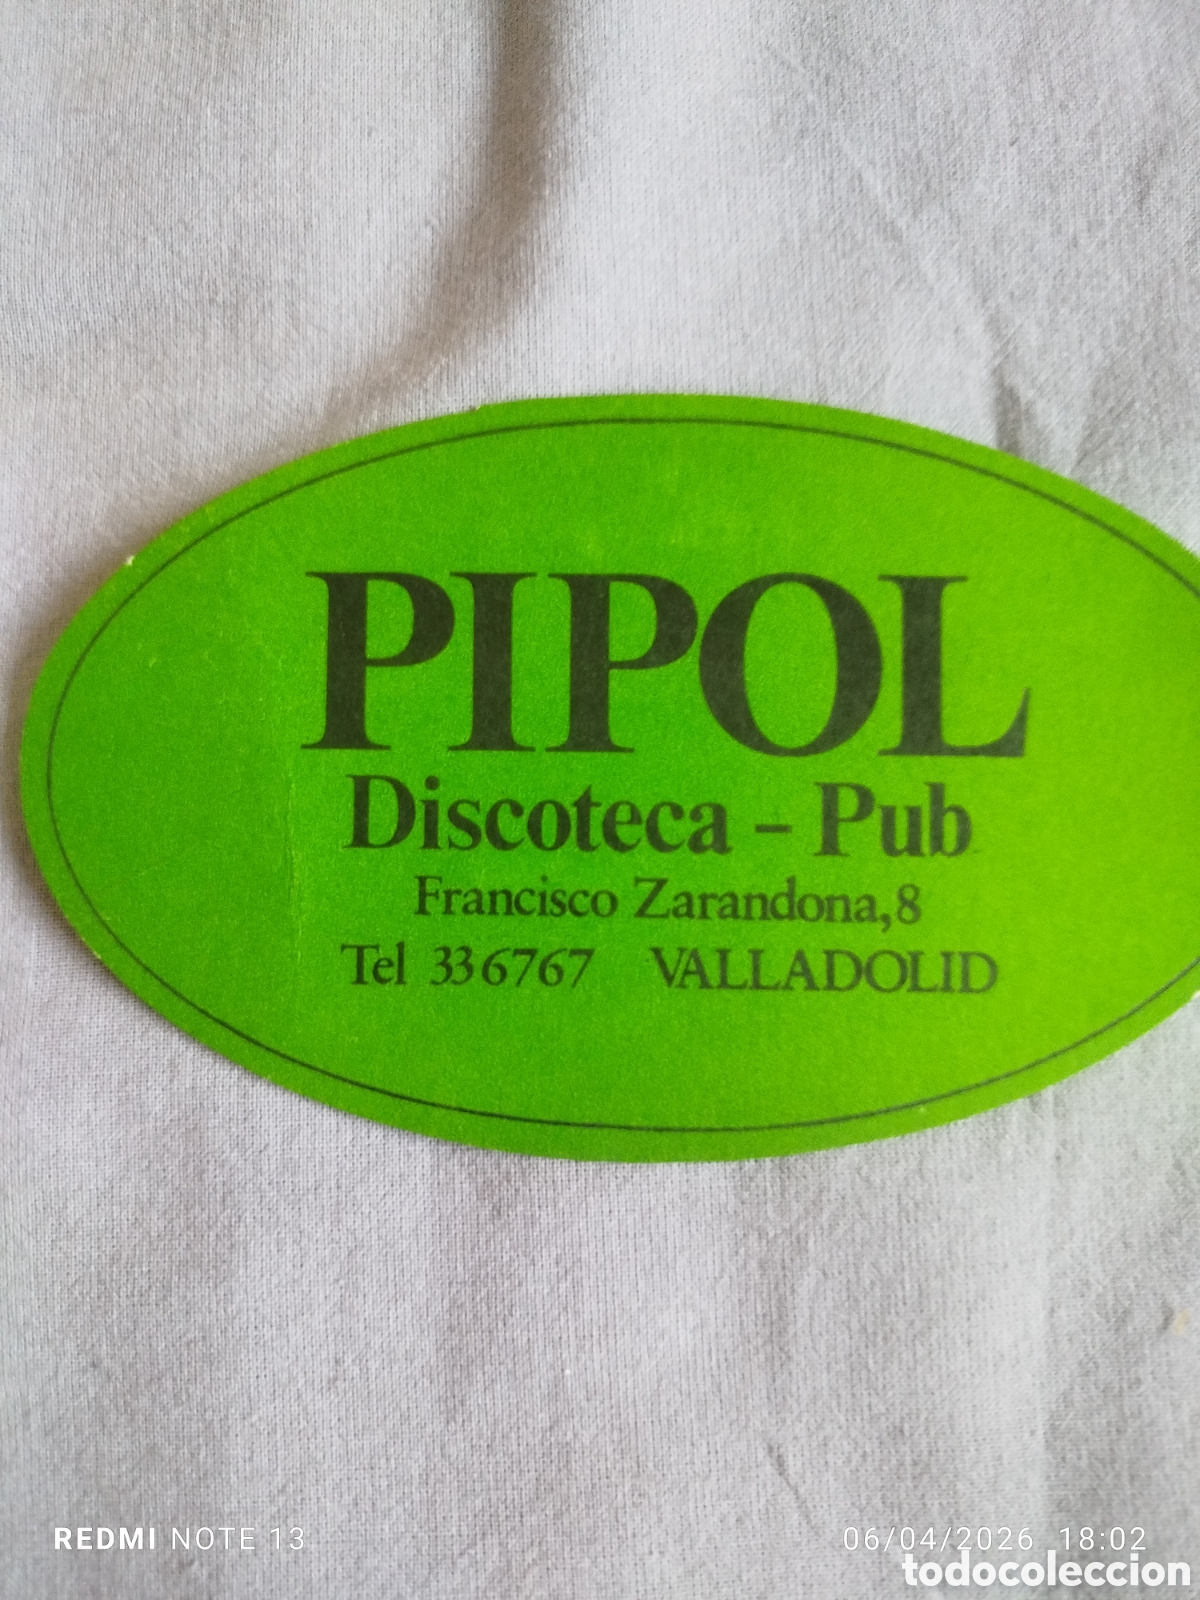 PIPOL
Discoteca - Pub
Francisco Zarandona, 8
Tel 336767 VALLADOLID
REDMI NOTE 13
06/04/2026 18:02
todocoleccion